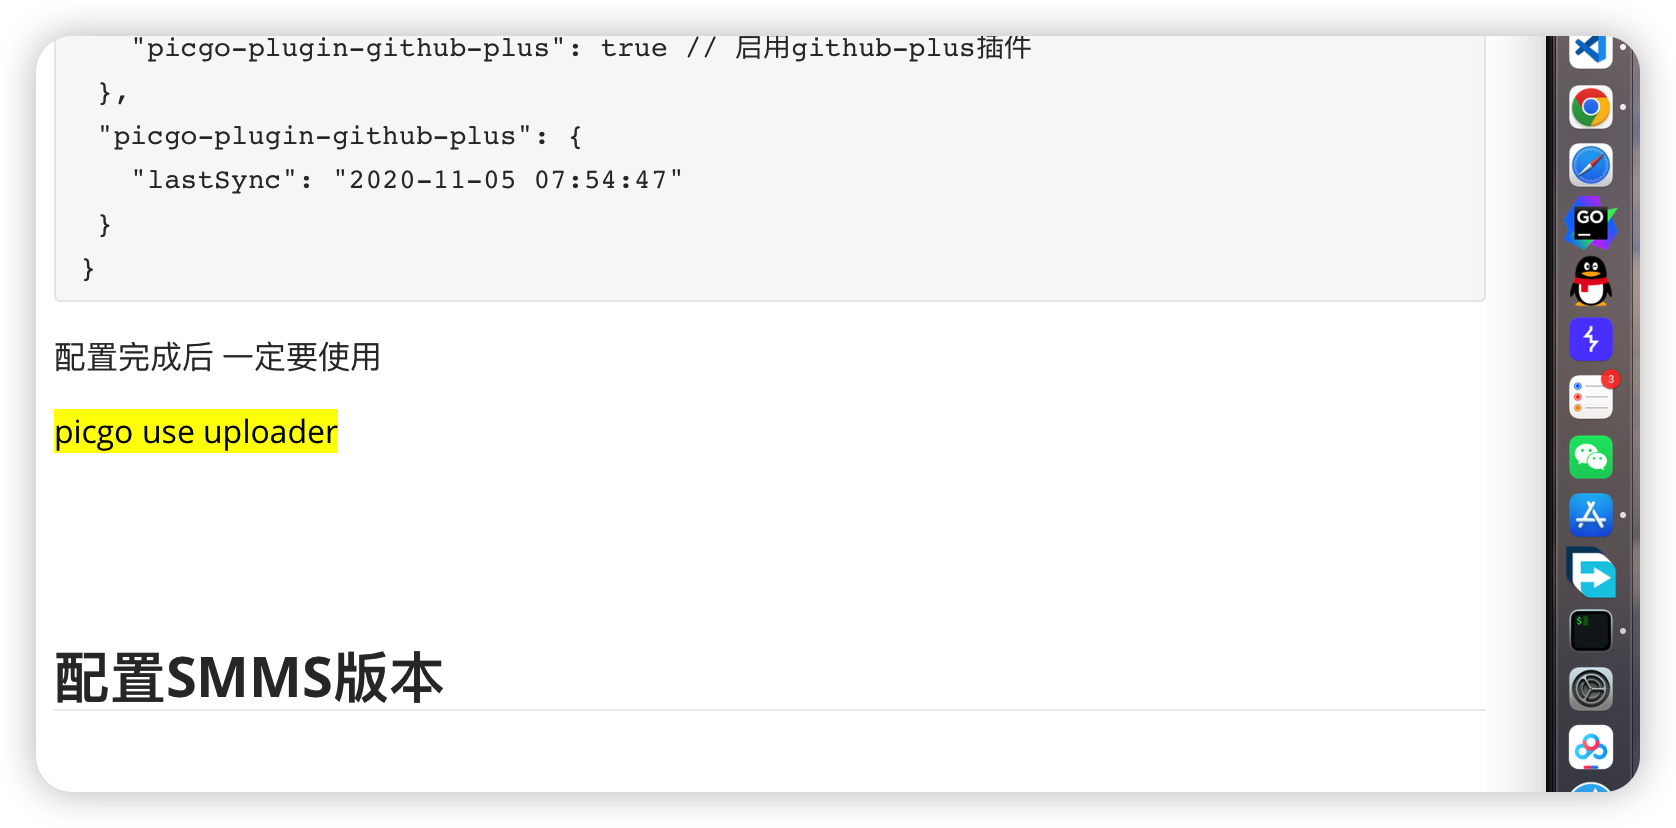 "picgo-plugin-github-plus": true // 启用github-plus插件
},
"picgo-plugin-github-plus": {
"lastSync": "2020-11-05 07:54:47"
}
}
配置完成后 一定要使用
picgo use uploader
配置SMMS版本
GO
3
$